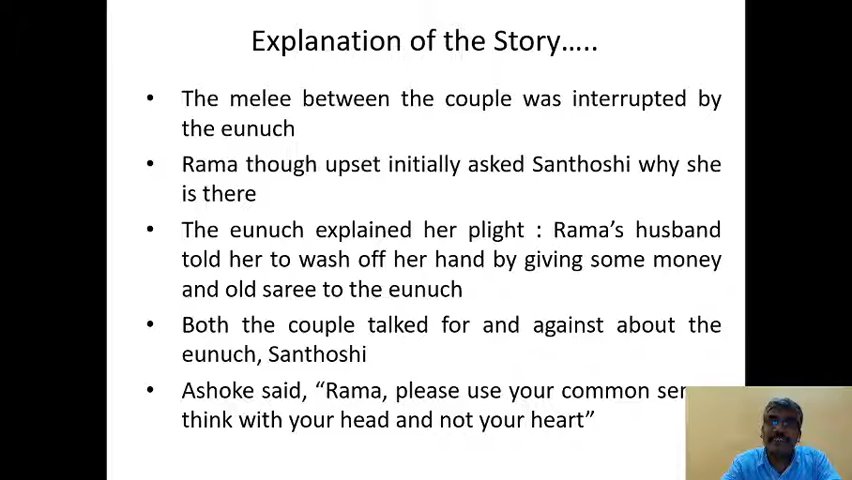 Explanation of the Story.....
• The melee between the couple was interrupted by
the eunuch
• Rama though upset initially asked Santhoshi why she
is there
• The eunuch explained her plight : Rama's husband
told her to wash off her hand by giving some money
and old saree to the eunuch
• Both the couple talked for and against about the
eunuch, Santhoshi
• Ashoke said, “Rama, please use your common
think with your head and not your heart”